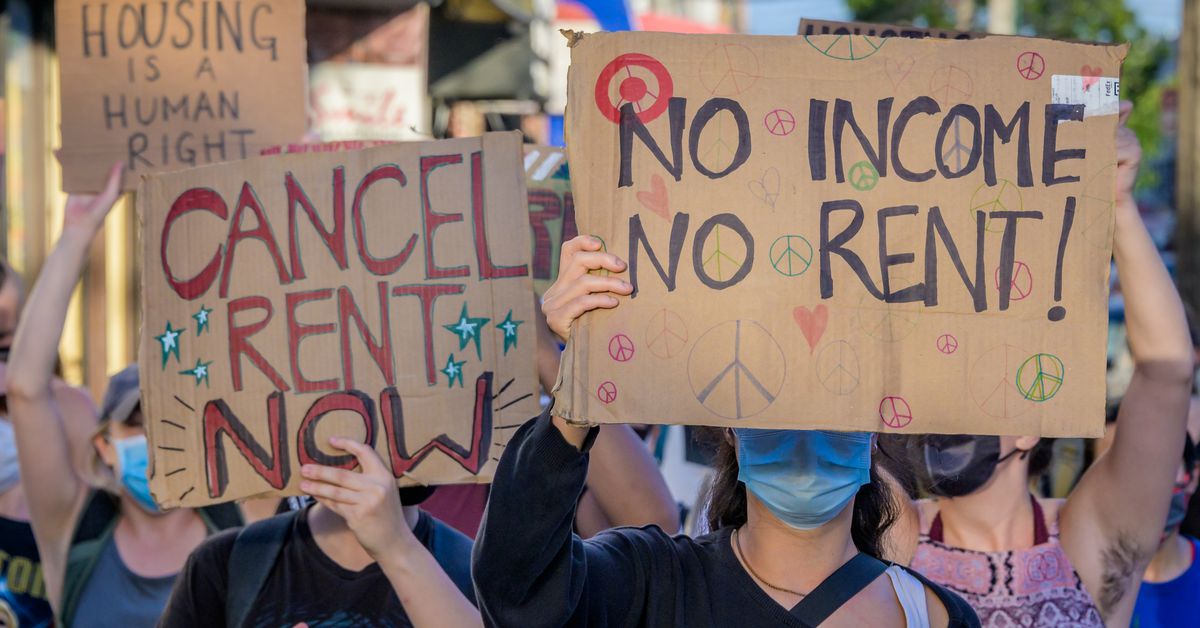 HOUSING
IS A
HUMAN
RIGHT
CANCEL
RENT
NOW
NO INCOME
NO RENT!